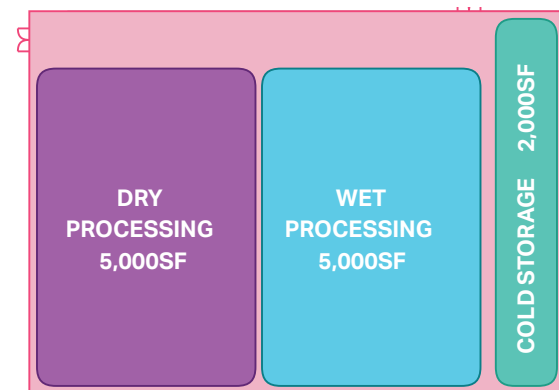 DRY
PROCESSING
5,000SF
WET
PROCESSING
5,000SF
COLD STORAGE 2,000SF